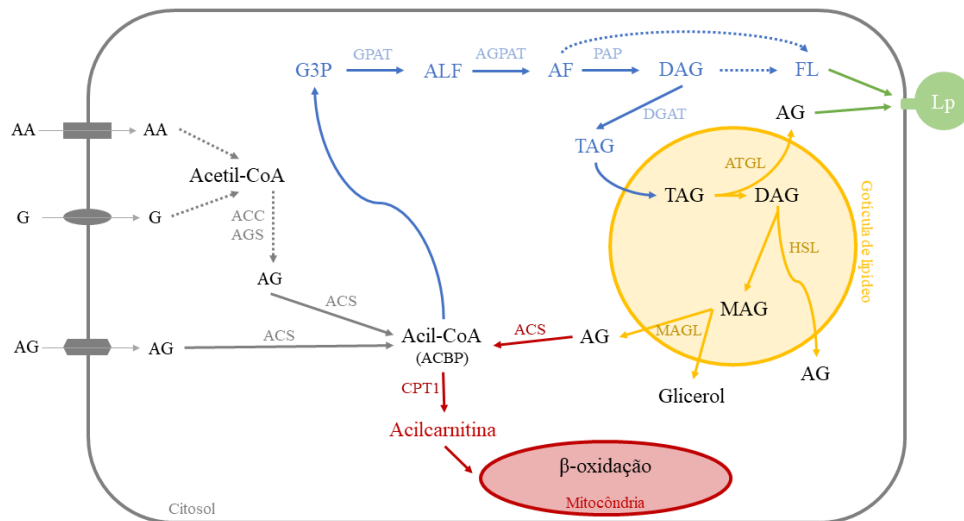 GPAT
AGPAT
PAP
G3P
ALF
AF
DAG
FL
Lp
DGAT
AG
TAG
AA
AA
Acetil-CoA
ATGL
TAG
DAG
G
G
ACC
AGS
HSL
Gotícula de lipídeo
AG
ACS
MAG
ACS
Acil-CoA
(ACBP)
ACS
AG
MAGL
AG
AG
AG
Glicerol
CPT1
Acilcarnitina
β-oxidação
Mitocôndria
Citosol